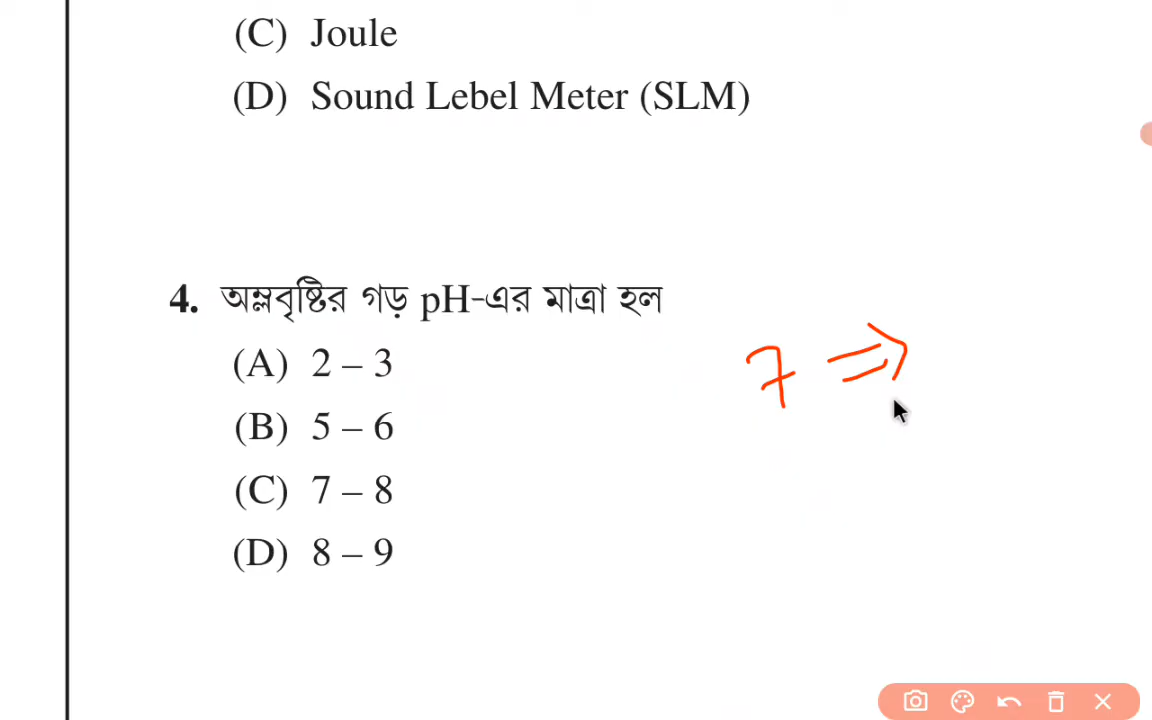 (C) Joule
(D) Sound Lebel Meter (SLM)
4. অম্লবৃষ্টির গড় pH-এর মাত্রা হল
(A) 2 – 3
7 ⇒
(B) 5 – 6
(C) 7 – 8
(D) 8 – 9